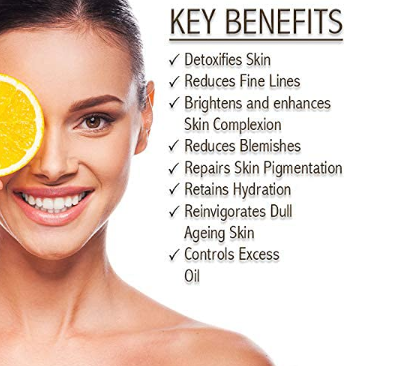 KEY BENEFITS
✓ Detoxifies Skin
✓ Reduces Fine Lines
✓ Brightens and enhances
Skin Complexion
✓ Reduces Blemishes
✓ Repairs Skin Pigmentation
✓ Retains Hydration
✓ Reinvigorates Dull
Ageing Skin
✓ Controls Excess
Oil